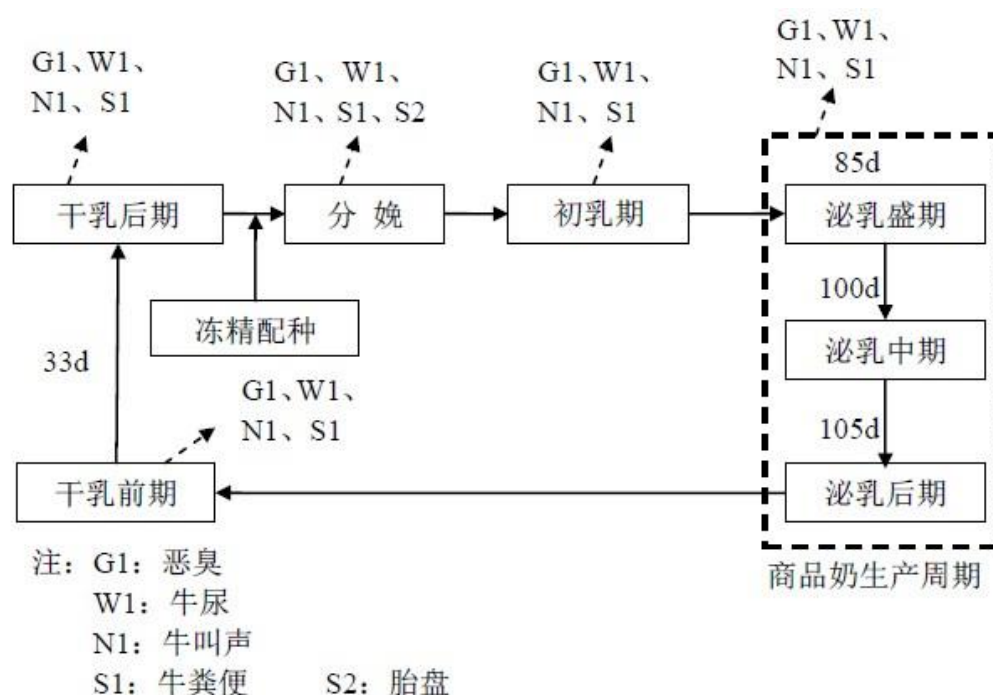 G1、W1、
N1、S1
G1、W1、
N1、S1、S2
G1、W1、
N1、S1
G1、W1、
N1、S1
85d
干乳后期
分 娩
初乳期
泌乳盛期
100d
冻精配种
泌乳中期
33d
G1、W1、
N1、S1
105d
干乳前期
泌乳后期
商品奶生产周期
注：G1：恶臭
W1：牛尿
N1：牛叫声
S1：牛粪便 S2：胎盘